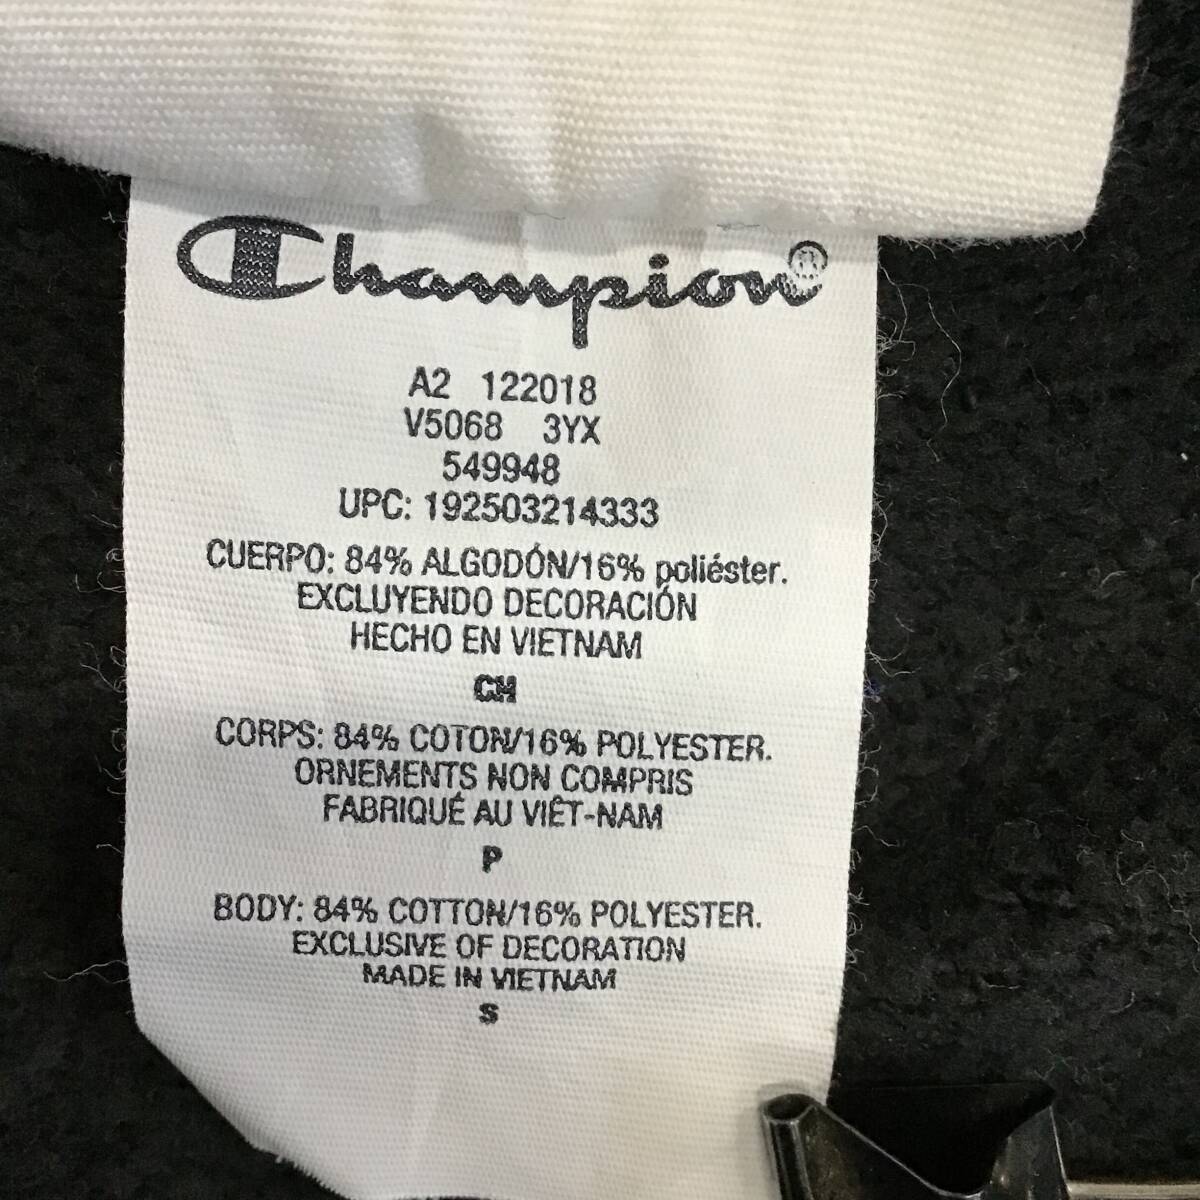 Champion®
A2 122018
V5068 3YX
549948
UPC: 192503214333
CUERPO: 84% ALGODÓN/16% poliéster.
EXCLUYENDO DECORACIÓN
HECHO EN VIETNAM
CH
CORPS: 84% COTON/16% POLYESTER.
ORNEMENTS NON COMPRIS
FABRIQUÉ AU VIÊT-NAM
P
BODY: 84% COTTON/16% POLYESTER.
EXCLUSIVE OF DECORATION
MADE IN VIETNAM
S